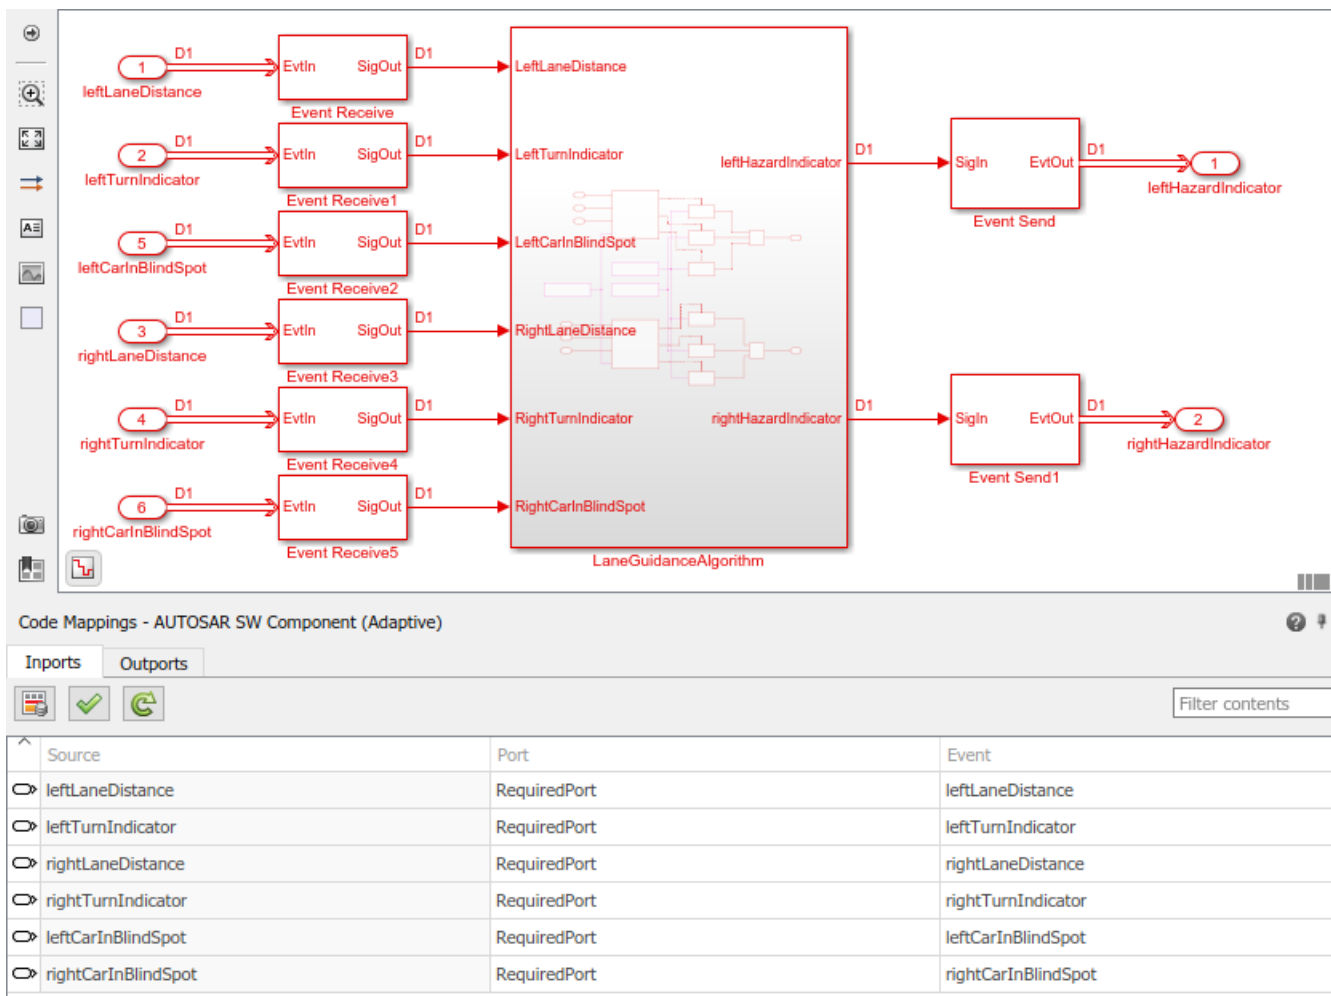 D1
1
leftLaneDistance
EvtIn SigOut
Event Receive
D1
LeftLaneDistance
D1
2
leftTurnIndicator
EvtIn SigOut
Event Receive1
D1
LeftTurnIndicator
D1
5
leftCarInBlindSpot
EvtIn SigOut
Event Receive2
D1
LeftCarInBlindSpot
D1
3
rightLaneDistance
EvtIn SigOut
Event Receive3
D1
RightLaneDistance
D1
4
rightTurnIndicator
EvtIn SigOut
Event Receive4
D1
RightTurnIndicator
D1
6
rightCarInBlindSpot
EvtIn SigOut
Event Receive5
D1
RightCarInBlindSpot
LaneGuidanceAlgorithm
leftHazardIndicator
D1
SigIn EvtOut
Event Send
D1
1
leftHazardIndicator
rightHazardIndicator
D1
SigIn EvtOut
Event Send1
D1
2
rightHazardIndicator
A
Code Mappings - AUTOSAR SW Component (Adaptive)
?
Inports Outports
Filter contents
Source Port Event
leftLaneDistance RequiredPort leftLaneDistance
leftTurnIndicator RequiredPort leftTurnIndicator
rightLaneDistance RequiredPort rightLaneDistance
rightTurnIndicator RequiredPort rightTurnIndicator
leftCarInBlindSpot RequiredPort leftCarInBlindSpot
rightCarInBlindSpot RequiredPort rightCarInBlindSpot